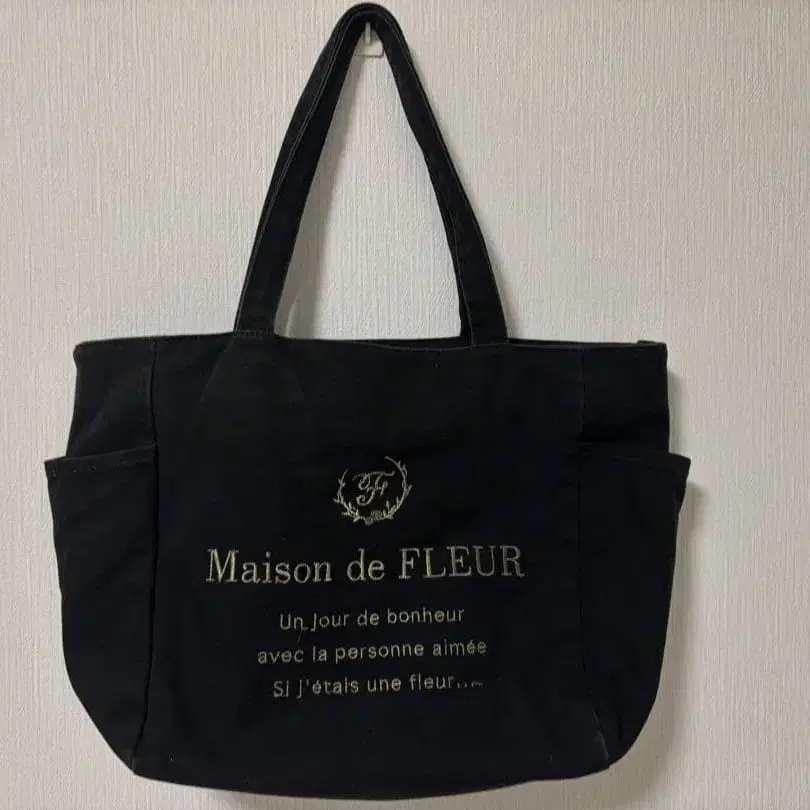 F
Maison de FLEUR
Un jour de bonheur
avec la personne aimée
Si j'étais une fleur....